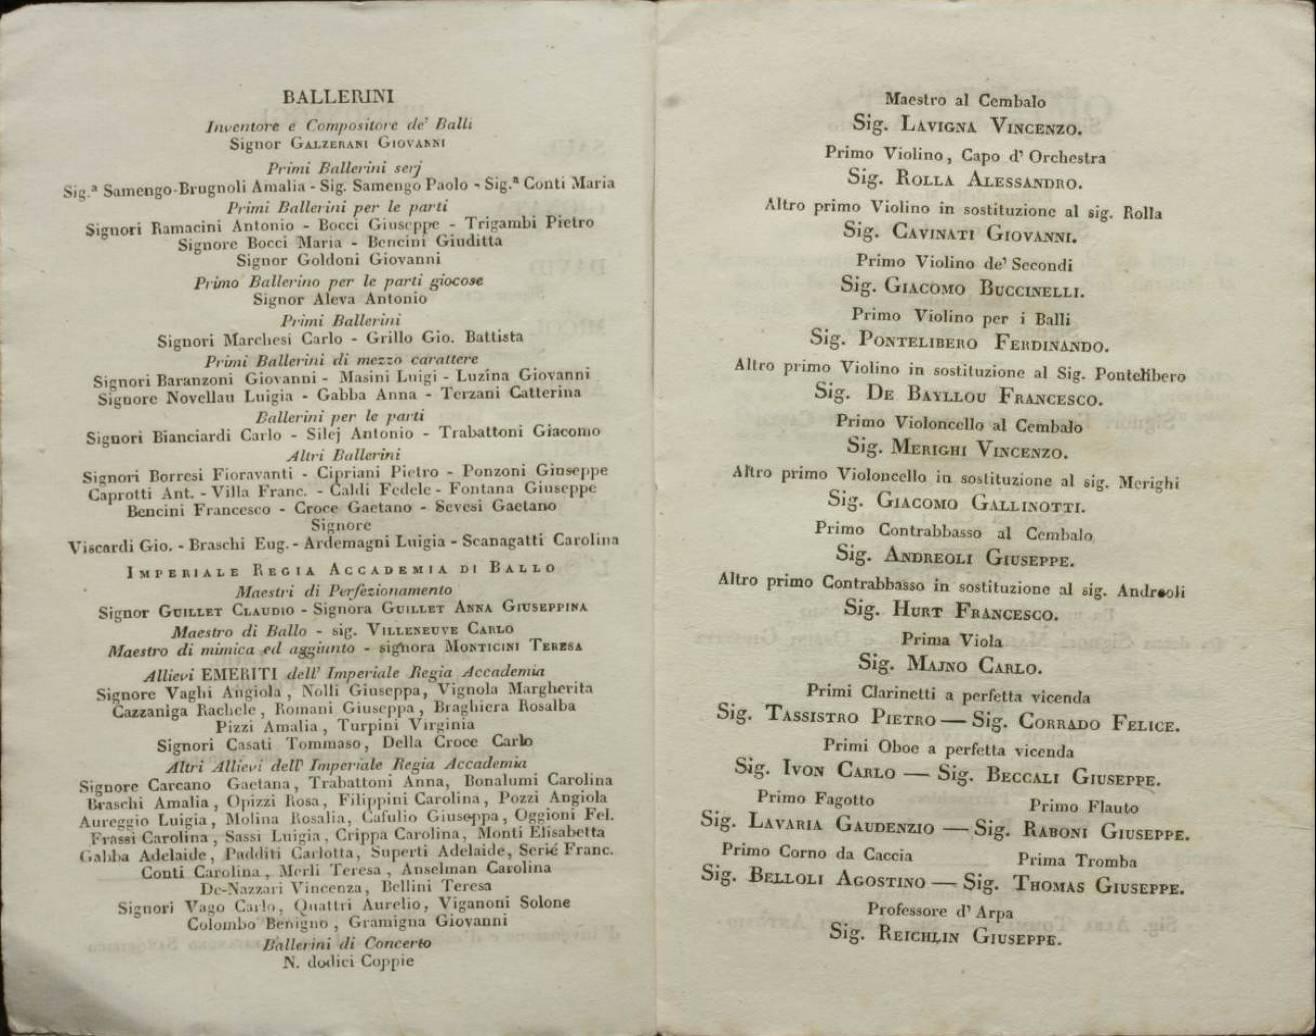 BALLERINI
Inventore e Compositore de' Balli
Signor Galzerani Giovanni
Primi Ballerini serj
Sig.ª Samengo-Brugnoli Amalia - Sig. Samengo Paolo - Sig.ª Conti Maria
Primi Ballerini per le parti
Signori Ramacini Antonio - Bocci Giuseppe - Trigambi Pietro
Signore Bocci Maria - Bencini Giuditta
Signor Goldoni Giovanni
Primo Ballerino per le parti giocose
Signor Aleva Antonio
Primi Ballerini
Signori Marchesi Carlo - Grillo Gio. Battista
Primi Ballerini di mezzo carattere
Signori Baranzoni Giovanni - Masini Luigi - Luzina Giovanni
Signore Novellau Luigia - Gabba Anna - Terzani Catterina
Ballerini per le parti
Signori Bianciardi Carlo - Silej Antonio - Trabattoni Giacomo
Altri Ballerini
Signori Borresi Fioravanti - Cipriani Pietro - Ponzoni Giuseppe
Caprotti Ant. - Villa Franc. - Caldi Fedele - Fontana Giuseppe
Bencini Francesco - Croce Gaetano - Sevesi Gaetano
Signore
Viscardi Gio. - Braschi Eug. - Ardemagni Luigia - Scanagatti Carolina
IMPERIALE REGIA ACCADEMIA DI BALLO
Maestri di Perfezionamento
Signor Guillet Claudio - Signora Guillet Anna Giuseppina
Maestro di Ballo - sig. Villeneuve Carlo
Maestro di mimica ed aggiunto - signora Monticini Teresa
Allievi EMERITI dell' Imperiale Regia Accademia
Signore Vaghi Angiola, Nolli Giuseppa, Vignola Margherita
Cazzaniga Rachele, Romani Giuseppa, Braghiera Rosalba
Pizzi Amalia, Turpini Virginia
Signori Casati Tommaso, Della Croce Carlo
Altri Allievi dell' Imperiale Regia Accademia
Signore Carcano Gaetana, Trabattoni Anna, Bonalumi Carolina
Braschi Amalia, Opizzi Rosa, Filippini Carolina, Pozzi Angiola
Aureggio Luigia, Molina Rosalia, Cafulio Giuseppa, Oggioni Fel.
Frassi Carolina, Sassi Luigia, Crippa Carolina, Monti Elisabetta
Gabba Adelaide, Padditi Carlotta, Superti Adelaide, Serié Franc.
Conti Carolina, Merli Teresa, Anselman Carolina
De-Nazzari Vincenza, Bellini Teresa
Signori Vago Carlo, Quattri Aurelio, Viganoni Solone
Colombo Benigno, Gramigna Giovanni
Ballerini di Concerto
N. dodici Coppie
Maestro al Cembalo
Sig. Lavigna Vincenzo.
Primo Violino, Capo d' Orchestra
Sig. Rolla Alessandro.
Altro primo Violino in sostituzione al sig. Rolla
Sig. Cavinati Giovanni.
Primo Violino de' Secondi
Sig. Giacomo Buccinelli.
Primo Violino per i Balli
Sig. Pontelibero Ferdinando.
Altro primo Violino in sostituzione al Sig. Pontelibero
Sig. De Bayllou Francesco.
Primo Violoncello al Cembalo
Sig. Merighi Vincenzo.
Altro primo Violoncello in sostituzione al sig. Merighi
Sig. Giacomo Gallinotti.
Primo Contrabbasso al Cembalo
Sig. Andreoli Giuseppe.
Altro primo Contrabbasso in sostituzione al sig. Andreoli
Sig. Hurt Francesco.
Prima Viola
Sig. Majno Carlo.
Primi Clarinetti a perfetta vicenda
Sig. Tassistro Pietro — Sig. Corrado Felice.
Primi Oboe a perfetta vicenda
Sig. Ivon Carlo — Sig. Beccali Giuseppe.
Primo Fagotto Primo Flauto
Sig. Lavaria Gaudenzio — Sig. Raboni Giuseppe.
Primo Corno da Caccia Prima Tromba
Sig. Belloli Agostino — Sig. Thomas Giuseppe.
Professore d' Arpa
Sig. Reichlin Giuseppe.